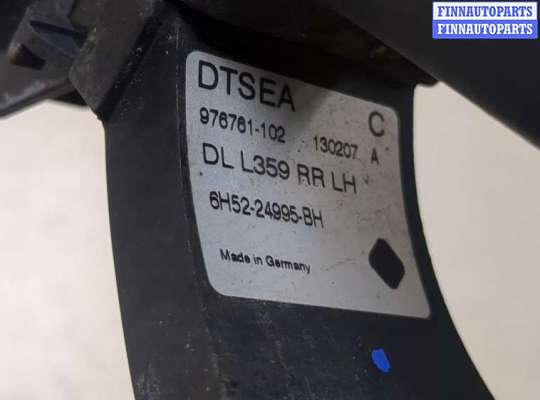 FINNAUTOPARTS
FINNAUTOPARTS
DTSEA C
976761-102 130207 A
DL L359 RR LH
6H52-24995-BH
Made in Germany